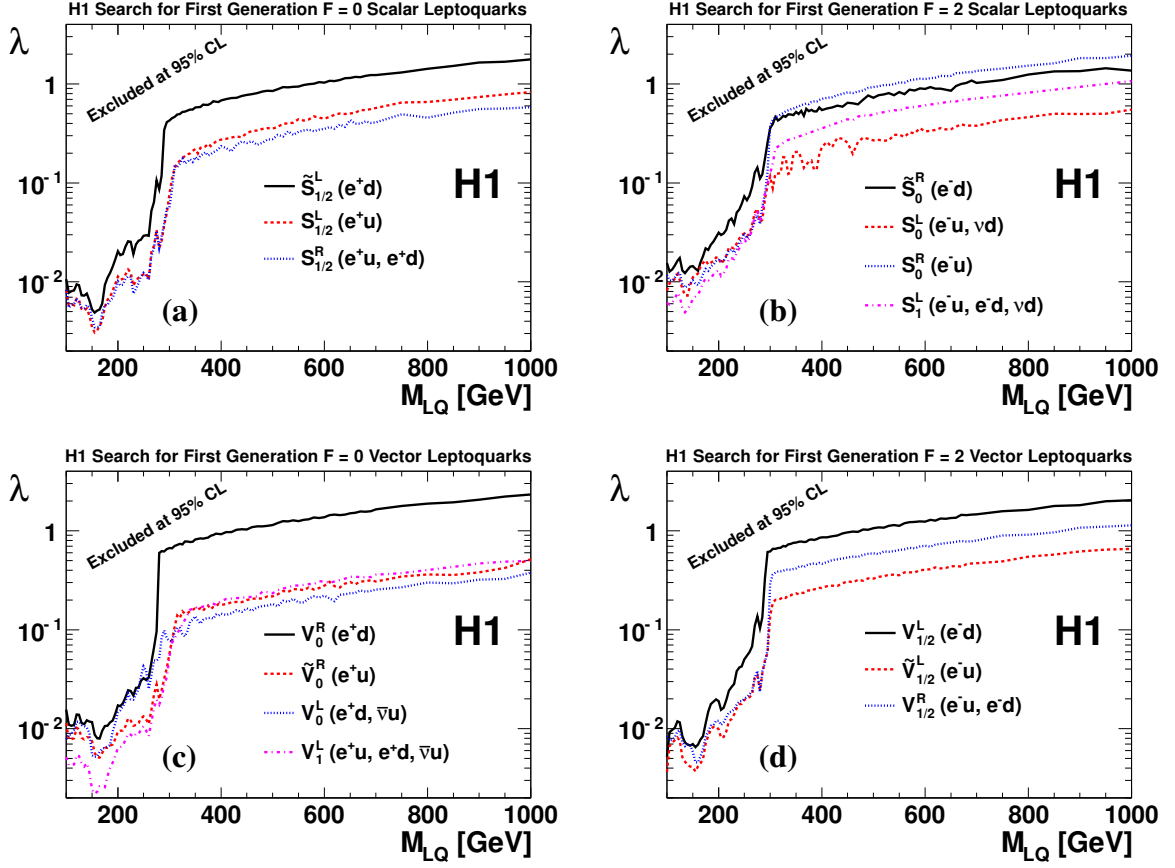 H1 Search for First Generation F = 0 Scalar Leptoquarks
λ
Excluded at 95% CL
1
10⁻¹
10⁻²
S̃ᴸ₁/₂ (e⁺d)
Sᴸ₁/₂ (e⁺u)
Sᴿ₁/₂ (e⁺u, e⁺d)
H1
(a)
200 400 600 800 1000
M_LQ [GeV]
H1 Search for First Generation F = 2 Scalar Leptoquarks
λ
Excluded at 95% CL
1
10⁻¹
10⁻²
S̃ᴿ₀ (e⁻d)
Sᴸ₀ (e⁻u, νd)
Sᴿ₀ (e⁻u)
Sᴸ₁ (e⁻u, e⁻d, νd)
H1
(b)
200 400 600 800 1000
M_LQ [GeV]
H1 Search for First Generation F = 0 Vector Leptoquarks
λ
Excluded at 95% CL
1
10⁻¹
10⁻²
Vᴿ₀ (e⁺d)
Ṽᴿ₀ (e⁺u)
Vᴸ₀ (e⁺d, ν̄u)
Vᴸ₁ (e⁺u, e⁺d, ν̄u)
H1
(c)
200 400 600 800 1000
M_LQ [GeV]
H1 Search for First Generation F = 2 Vector Leptoquarks
λ
Excluded at 95% CL
1
10⁻¹
10⁻²
Vᴸ₁/₂ (e⁻d)
Ṽᴸ₁/₂ (e⁻u)
Vᴿ₁/₂ (e⁻u, e⁻d)
H1
(d)
200 400 600 800 1000
M_LQ [GeV]